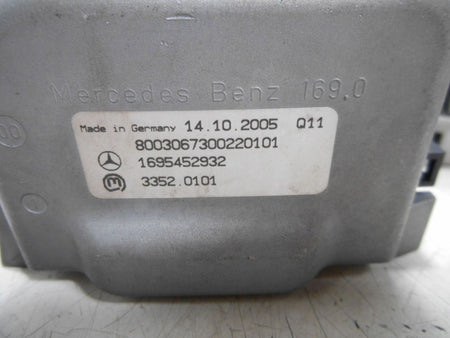 Mercedes Benz 169.0
Made in Germany 14.10.2005 Q11
8003067300220101
1695452932
3352.0101